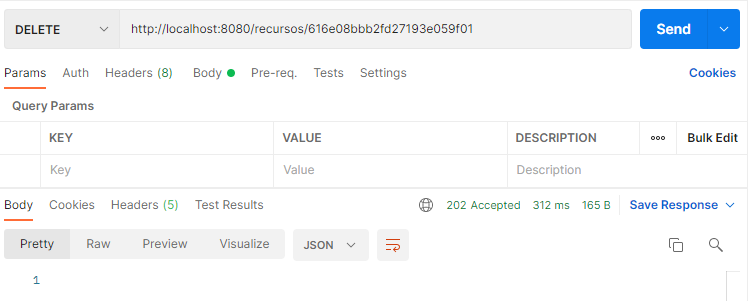 DELETE http://localhost:8080/recursos/616e08bbb2fd27193e059f01 Send
Params Auth Headers (8) Body Pre-req. Tests Settings Cookies
Query Params
KEY VALUE DESCRIPTION ooo Bulk Edit
Key Value Description
Body Cookies Headers (5) Test Results 202 Accepted 312 ms 165 B Save Response
Pretty Raw Preview Visualize JSON
1